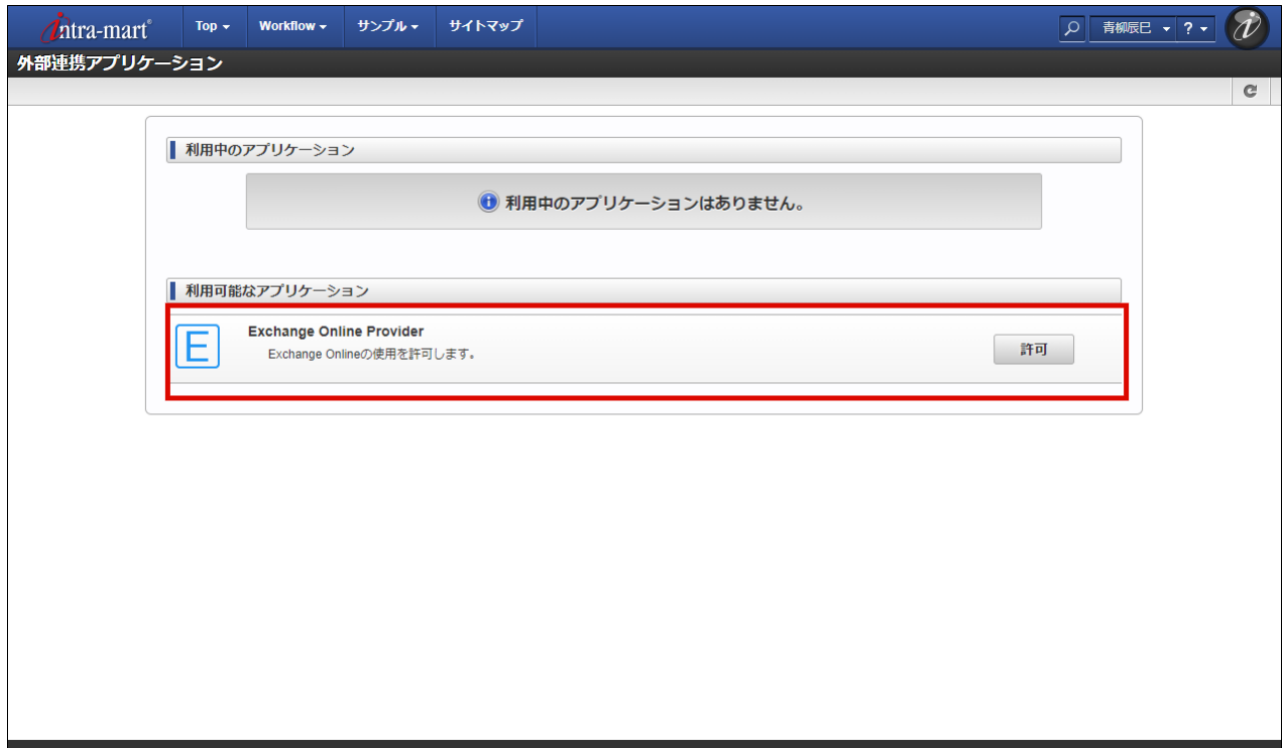 intra-mart®
Top Workflow サンプル サイトマップ 青柳辰巳 ?
外部連携アプリケーション
利用中のアプリケーション
利用中のアプリケーションはありません。
利用可能なアプリケーション
E
Exchange Online Provider
Exchange Onlineの使用を許可します。
許可